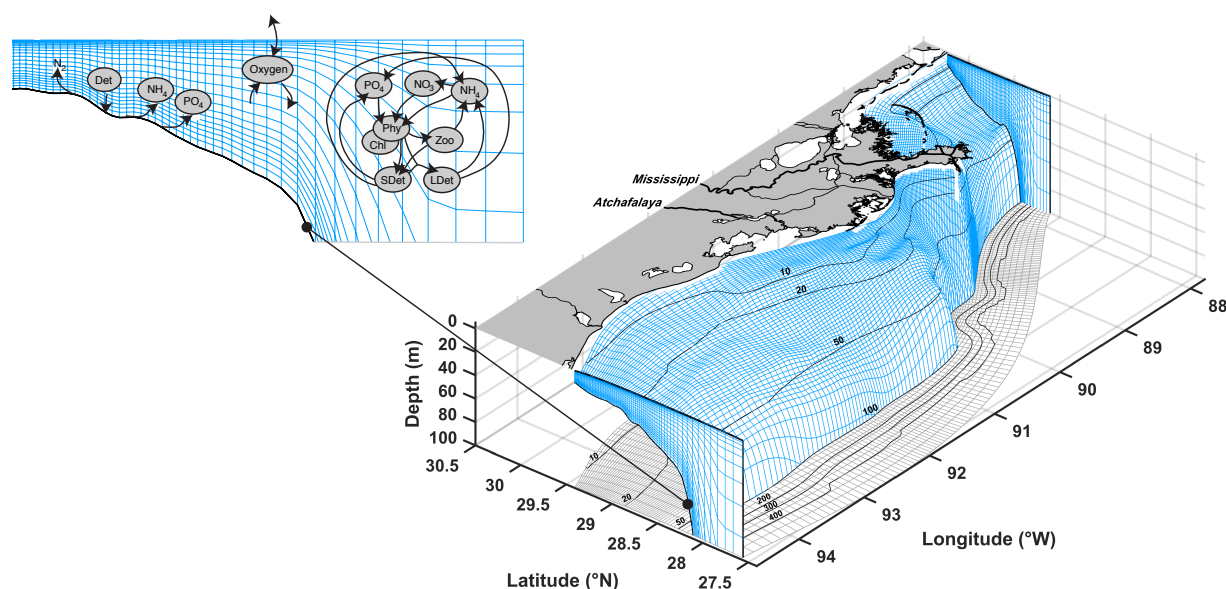 N2
Det
NH4
PO4
Oxygen
PO4
NO3
NH4
Phy
Chl
Zoo
SDet
LDet
Mississippi
Atchafalaya
10
20
50
100
200
300
400
10
20
50
0
20
40
60
80
100
Depth (m)
30.5
30
29.5
29
28.5
28
27.5
Latitude (°N)
94
93
92
91
90
89
88
Longitude (°W)